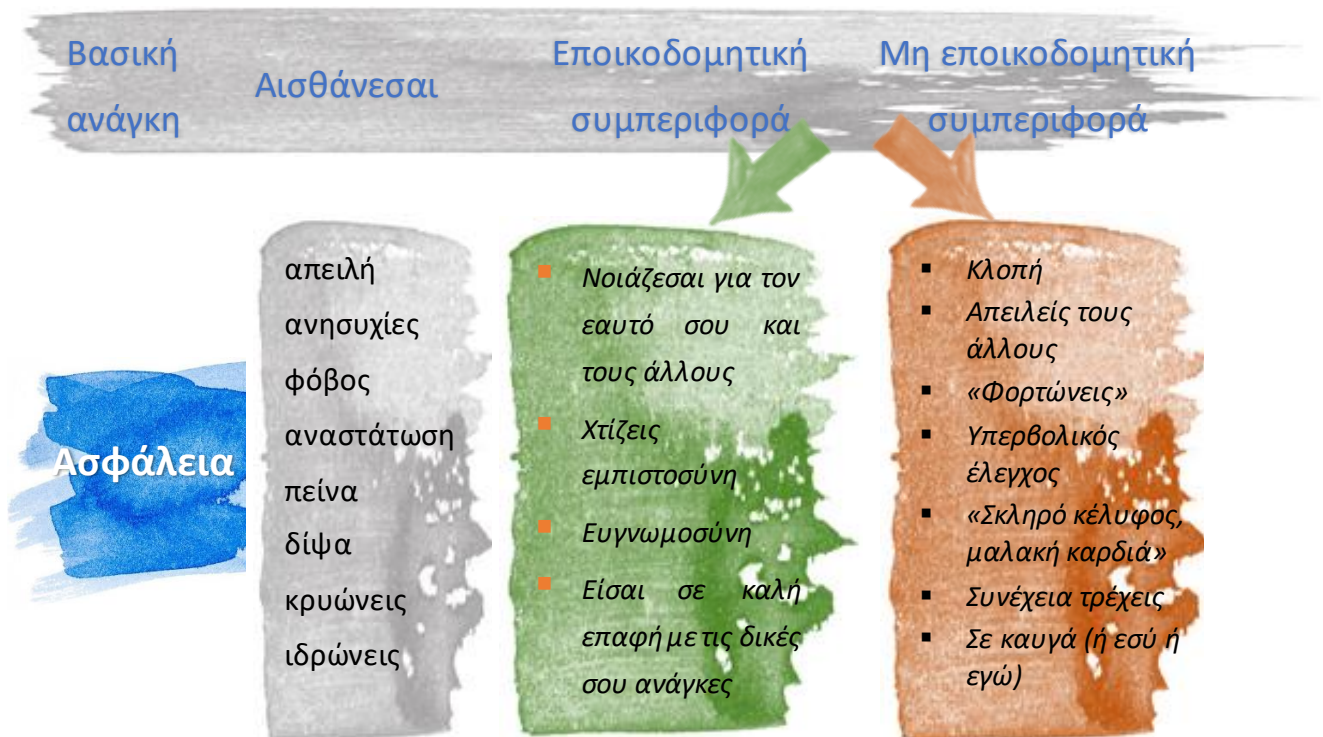 Βασική
ανάγκη
Αισθάνεσαι
Εποικοδομητική
συμπεριφορά
Μη εποικοδομητική
συμπεριφορά
Ασφάλεια
απειλή
ανησυχίες
φόβος
αναστάτωση
πείνα
δίψα
κρυώνεις
ιδρώνεις
Νοιάζεσαι για τον
εαυτό σου και
τους άλλους
Χτίζεις
εμπιστοσύνη
Ευγνωμοσύνη
Είσαι σε καλή
επαφή με τις δικές
σου ανάγκες
Κλοπή
Απειλείς τους
άλλους
«Φορτώνεις»
Υπερβολικός
έλεγχος
«Σκληρό κέλυφος,
μαλακή καρδιά»
Συνέχεια τρέχεις
Σε καυγά (ή εσύ ή
εγώ)